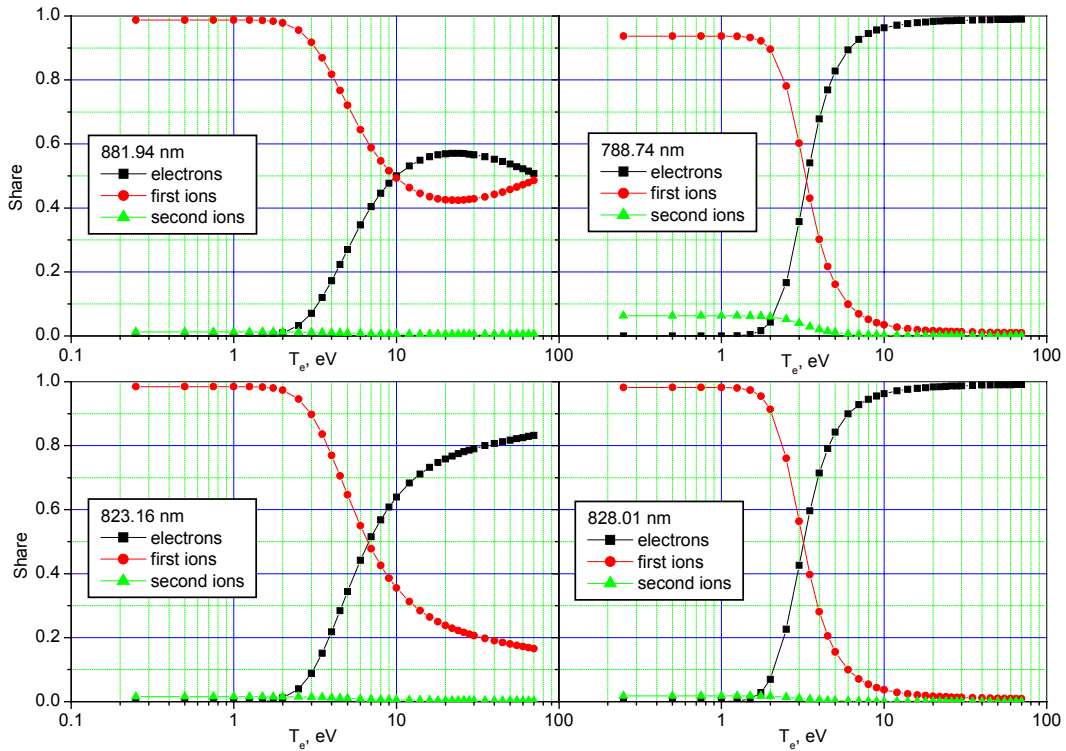 1.0
0.8
0.6
0.4
0.2
0.0
Share
881.94 nm
electrons
first ions
second ions
0.1 1 10 100
T_e, eV
788.74 nm
electrons
first ions
second ions
1 10 100
T_e, eV
1.0
0.8
0.6
0.4
0.2
0.0
Share
823.16 nm
electrons
first ions
second ions
0.1 1 10 100
T_e, eV
828.01 nm
electrons
first ions
second ions
1 10 100
T_e, eV